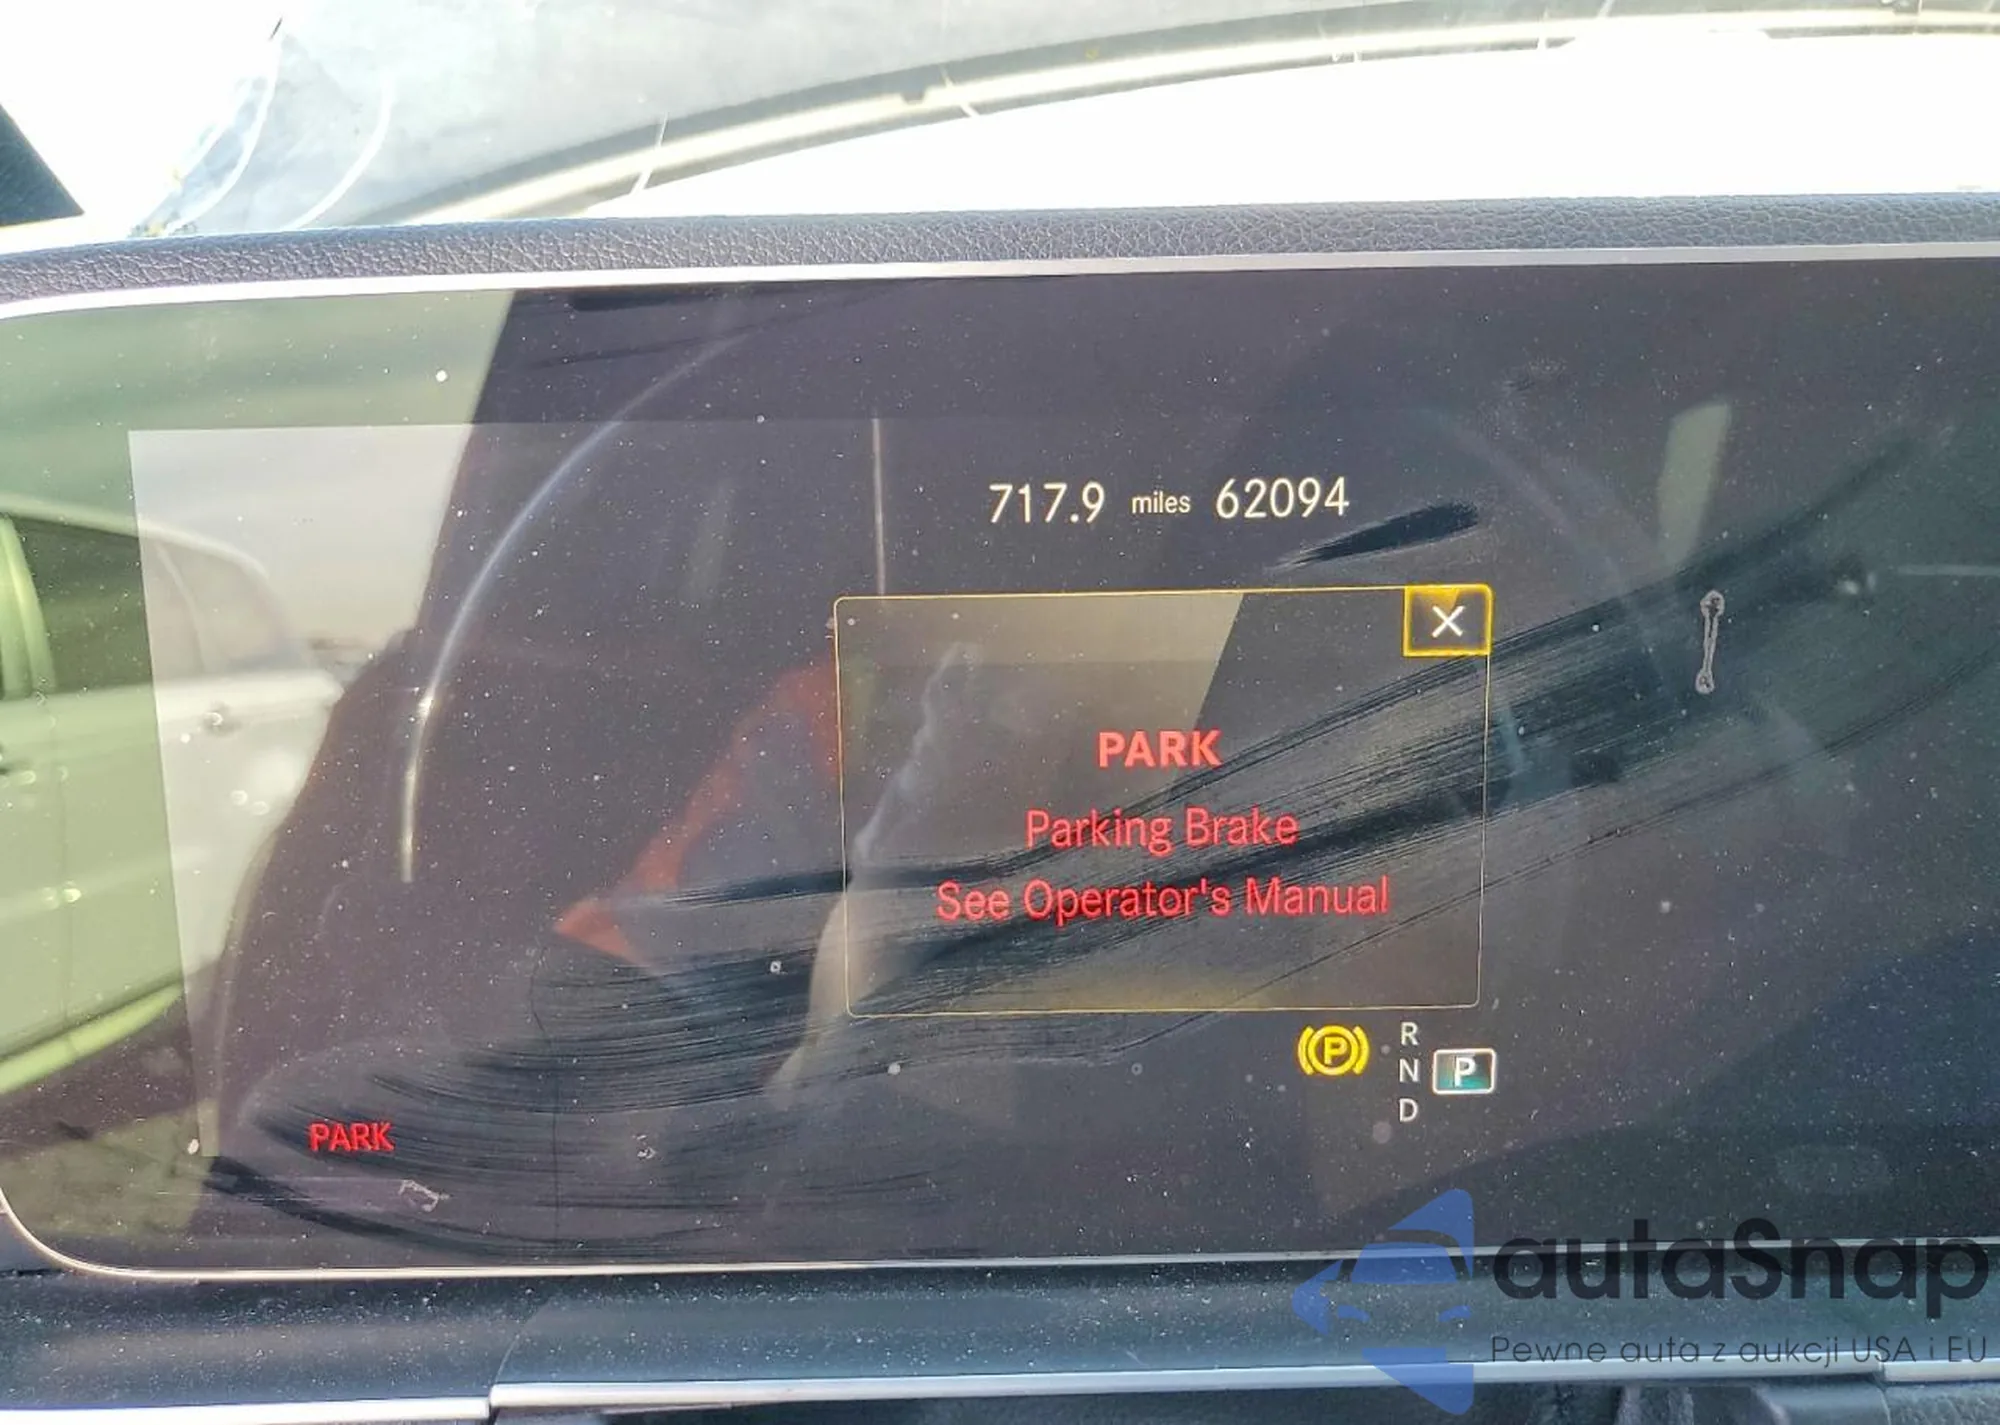 717.9 miles 62094
X
PARK
Parking Brake
See Operator's Manual
P
R
N P
D
PARK
autaSnap
Pewne auta z aukcji USA i EU